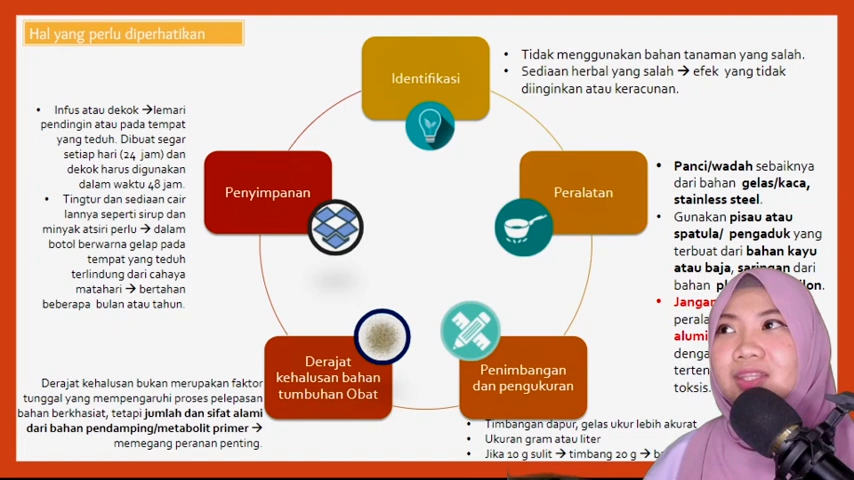 Hal yang perlu diperhatikan
Identifikasi
• Tidak menggunakan bahan tanaman yang salah.
• Sediaan herbal yang salah → efek yang tidak
diinginkan atau keracunan.
Peralatan
• Panci/wadah sebaiknya
dari bahan gelas/kaca,
stainless steel.
• Gunakan pisau atau
spatula/ pengaduk yang
terbuat dari bahan kayu
atau baja, saringan dari
bahan
• Jangan
alumi
denga
toksis.
Penimbangan
dan pengukuran
• Timbangan dapur, gelas ukur lebih akurat
• Ukuran gram atau liter
• Jika 10 g sulit → timbang 20 g →
Derajat
kehalusan bahan
tumbuhan Obat
Derajat kehalusan bukan merupakan faktor
tunggal yang mempengaruhi proses pelepasan
bahan berkhasiat, tetapi jumlah dan sifat alami
dari bahan pendamping/metabolit primer →
memegang peranan penting.
Penyimpanan
• Infus atau dekok →lemari
pendingin atau pada tempat
yang teduh. Dibuat segar
setiap hari (24 jam) dan
dekok harus digunakan
dalam waktu 48 jam.
• Tingtur dan sediaan cair
lannya seperti sirup dan
minyak atsiri perlu → dalam
botol berwarna gelap pada
tempat yang teduh
terlindung dari cahaya
matahari → bertahan
beberapa bulan atau tahun.